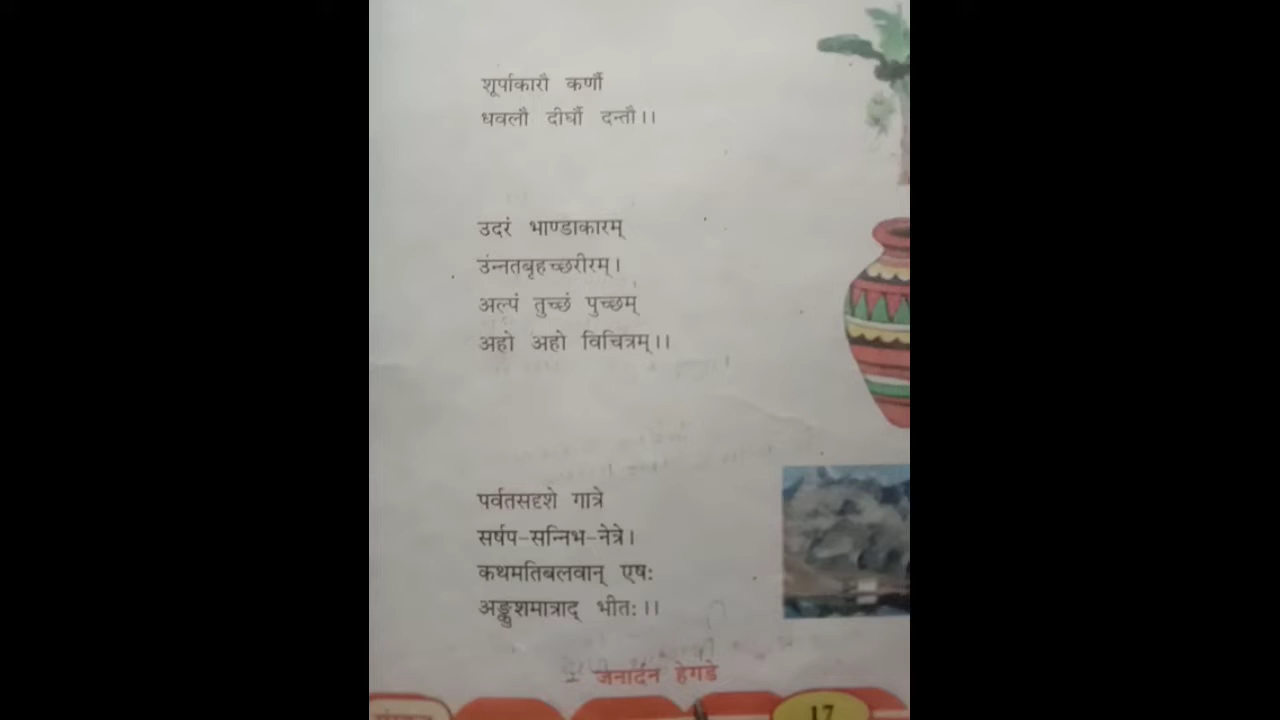 शूर्पाकारौ कर्णौ
धवलौ दीर्घौ दन्तौ।।
उदरं भाण्डाकारम्
उंन्नतबृहच्छरीरम्।
अल्पं तुच्छं पुच्छम्
अहो अहो विचित्रम्।।
पर्वतसदृशे गात्रे
सर्षप-सन्निभ-नेत्रे।
कथमतिबलवान् एषः
अङ्कुशमात्राद् भीतः।।
- जनार्दन हेगडे
17